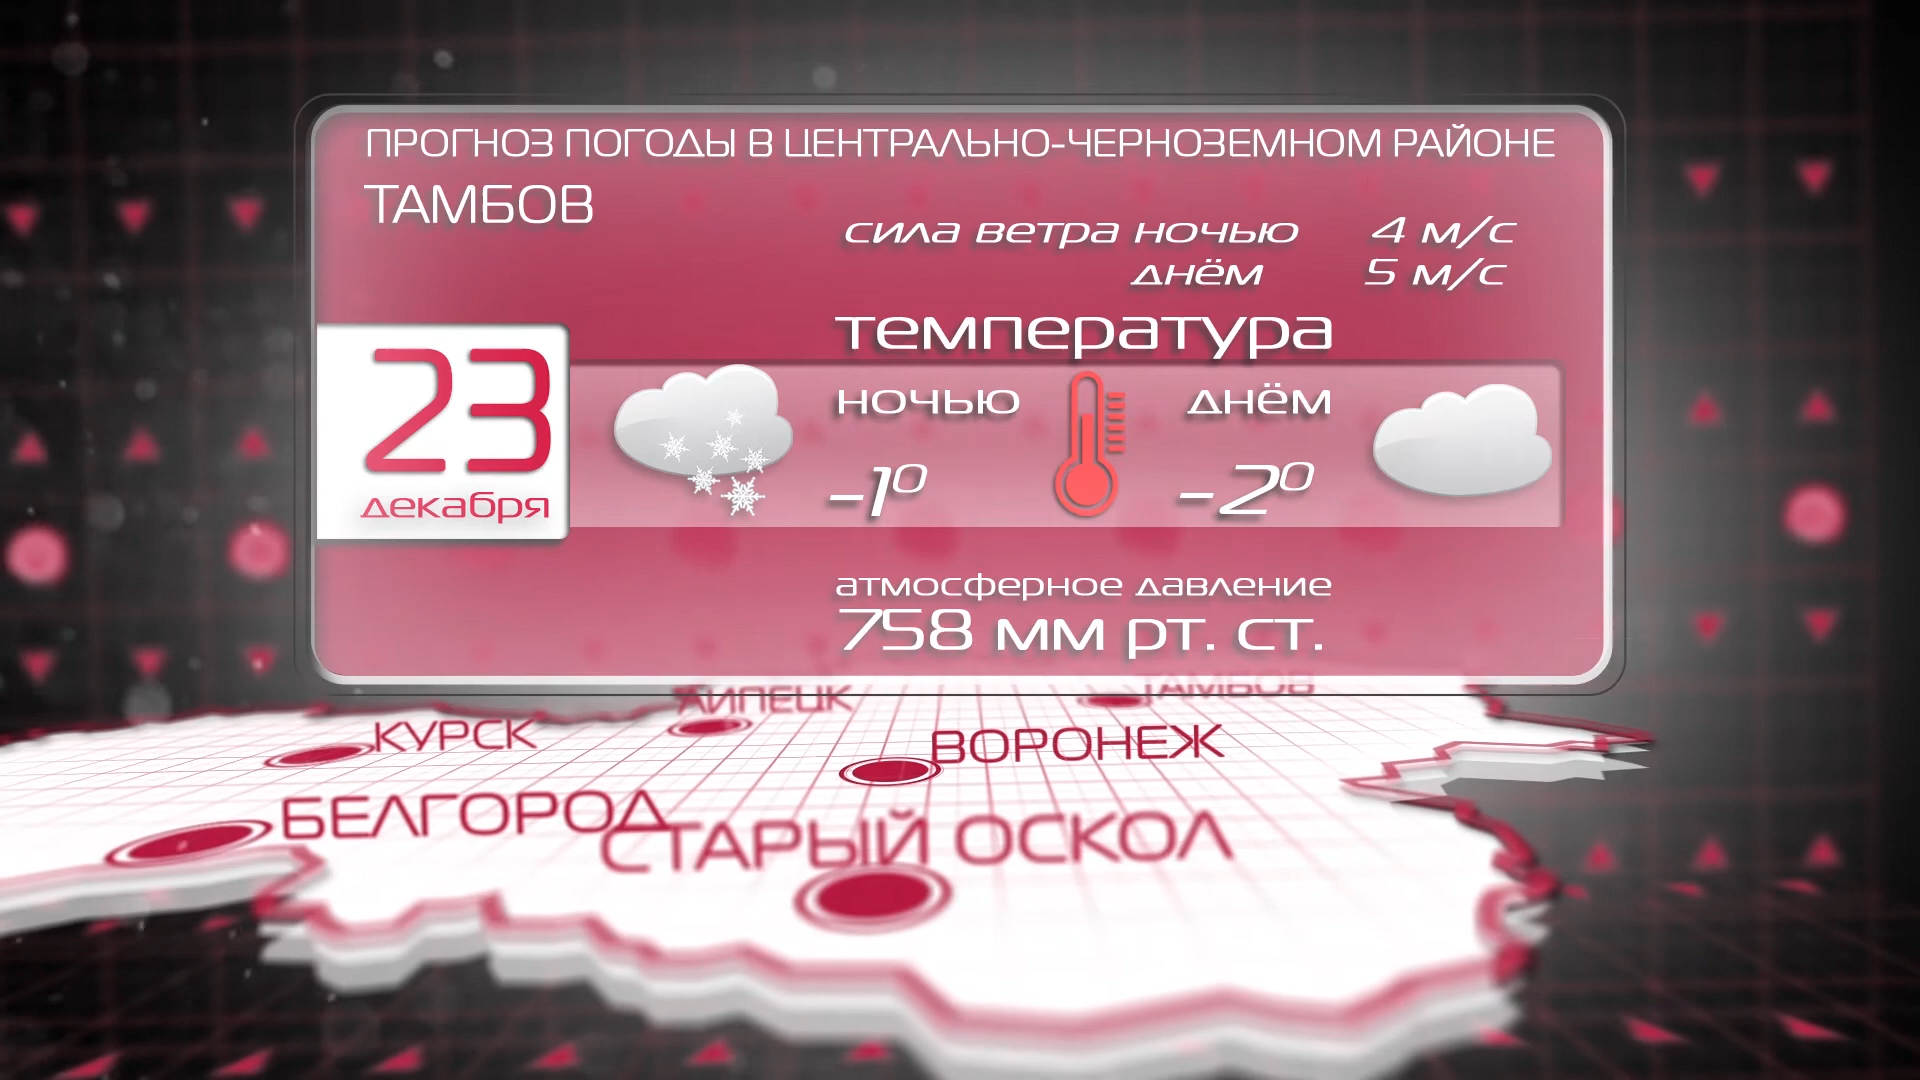 ПРОГНОЗ ПОГОДЫ В ЦЕНТРАЛЬНО-ЧЕРНОЗЕМНОМ РАЙОНЕ
ТАМБОВ
сила ветра ночью 4 м/с
днём 5 м/с
температура
23
декабря
ночью днём
-1° -2°
атмосферное давление
758 мм рт. ст.
ЛИПЕЦК ТАМБОВ
КУРСК ВОРОНЕЖ
БЕЛГОРОД СТАРЫЙ ОСКОЛ